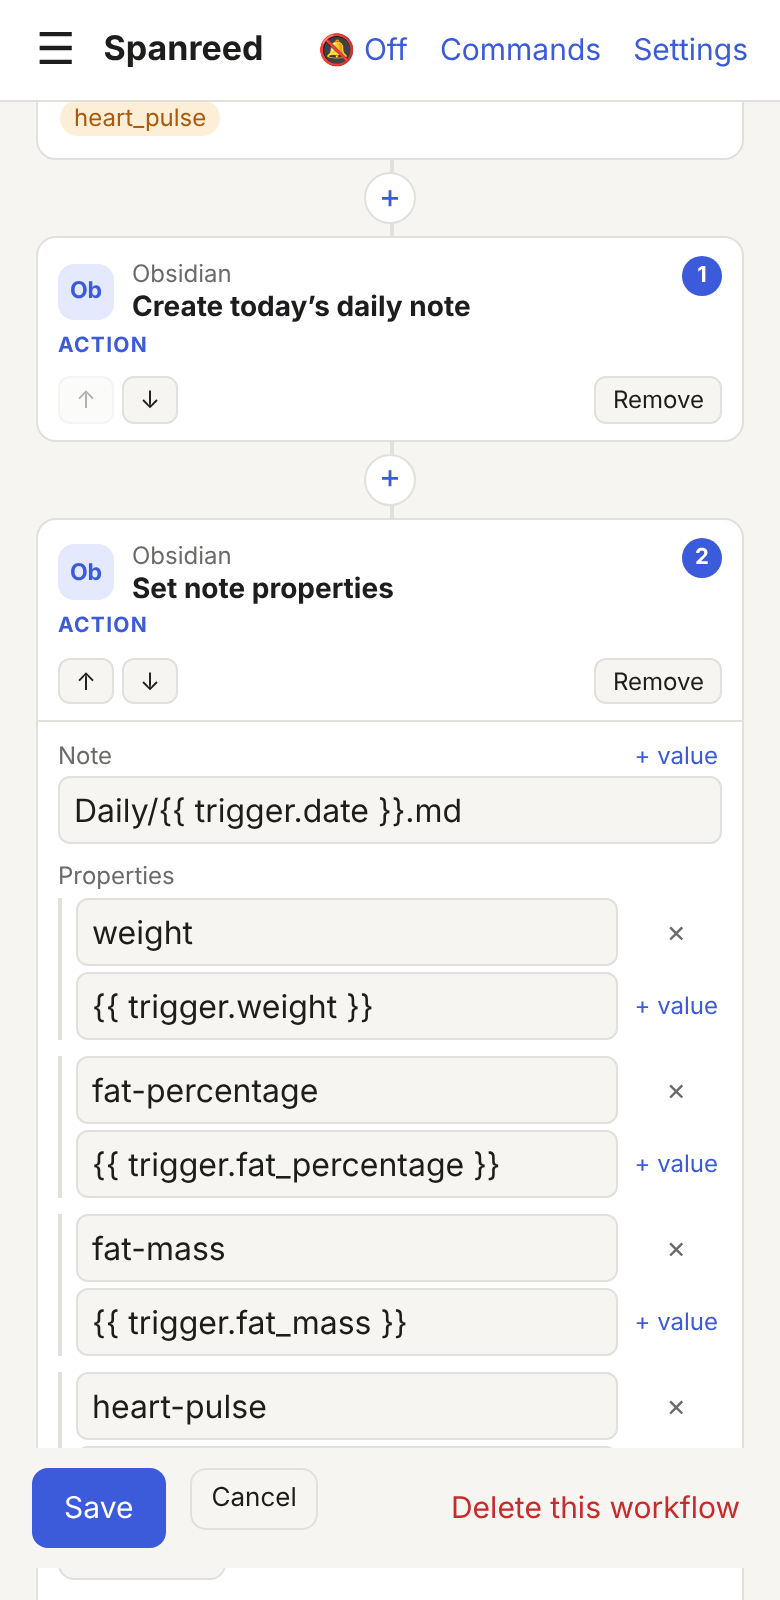 ☰ Spanreed 🔕 Off Commands Settings
heart_pulse
+
Ob Obsidian 1
Create today’s daily note
ACTION
↑ ↓ Remove
+
Ob Obsidian 2
Set note properties
ACTION
↑ ↓ Remove
Note + value
Daily/{{ trigger.date }}.md
Properties
weight ×
{{ trigger.weight }} + value
fat-percentage ×
{{ trigger.fat_percentage }} + value
fat-mass ×
{{ trigger.fat_mass }} + value
heart-pulse ×
Save Cancel Delete this workflow